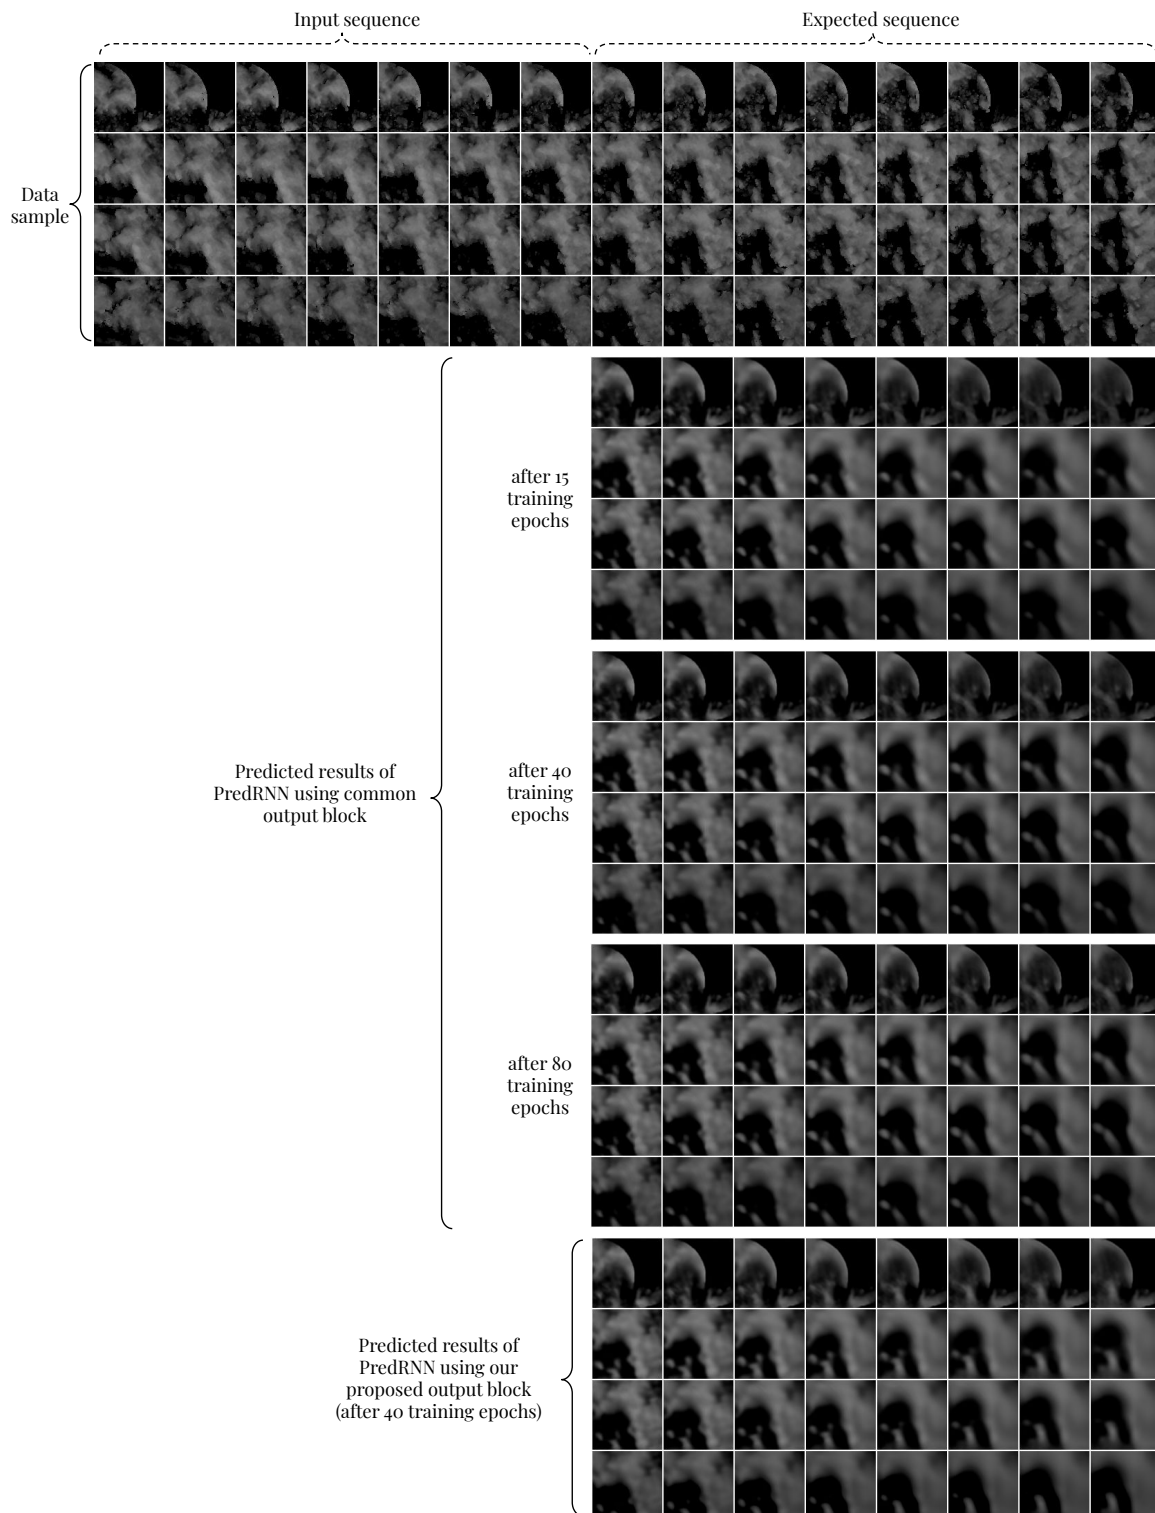 Input sequence
Expected sequence
Data
sample
after 15
training
epochs
Predicted results of
PredRNN using common
output block
after 40
training
epochs
after 80
training
epochs
Predicted results of
PredRNN using our
proposed output block
(after 40 training epochs)